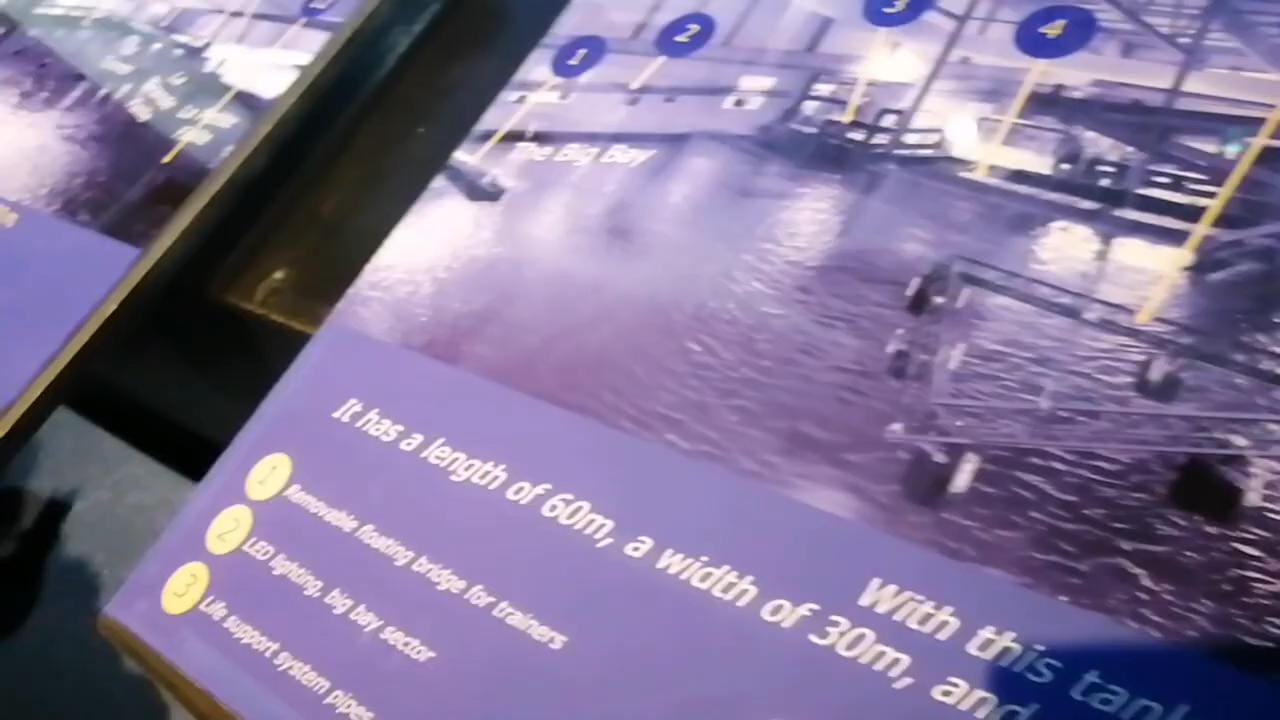 1
2
3
4
The Big Bay
With this tank
It has a length of 60m, a width of 30m, and
1 Removable floating bridge for trainers
2 LED lighting, big bay sector
3 Life support system pipes